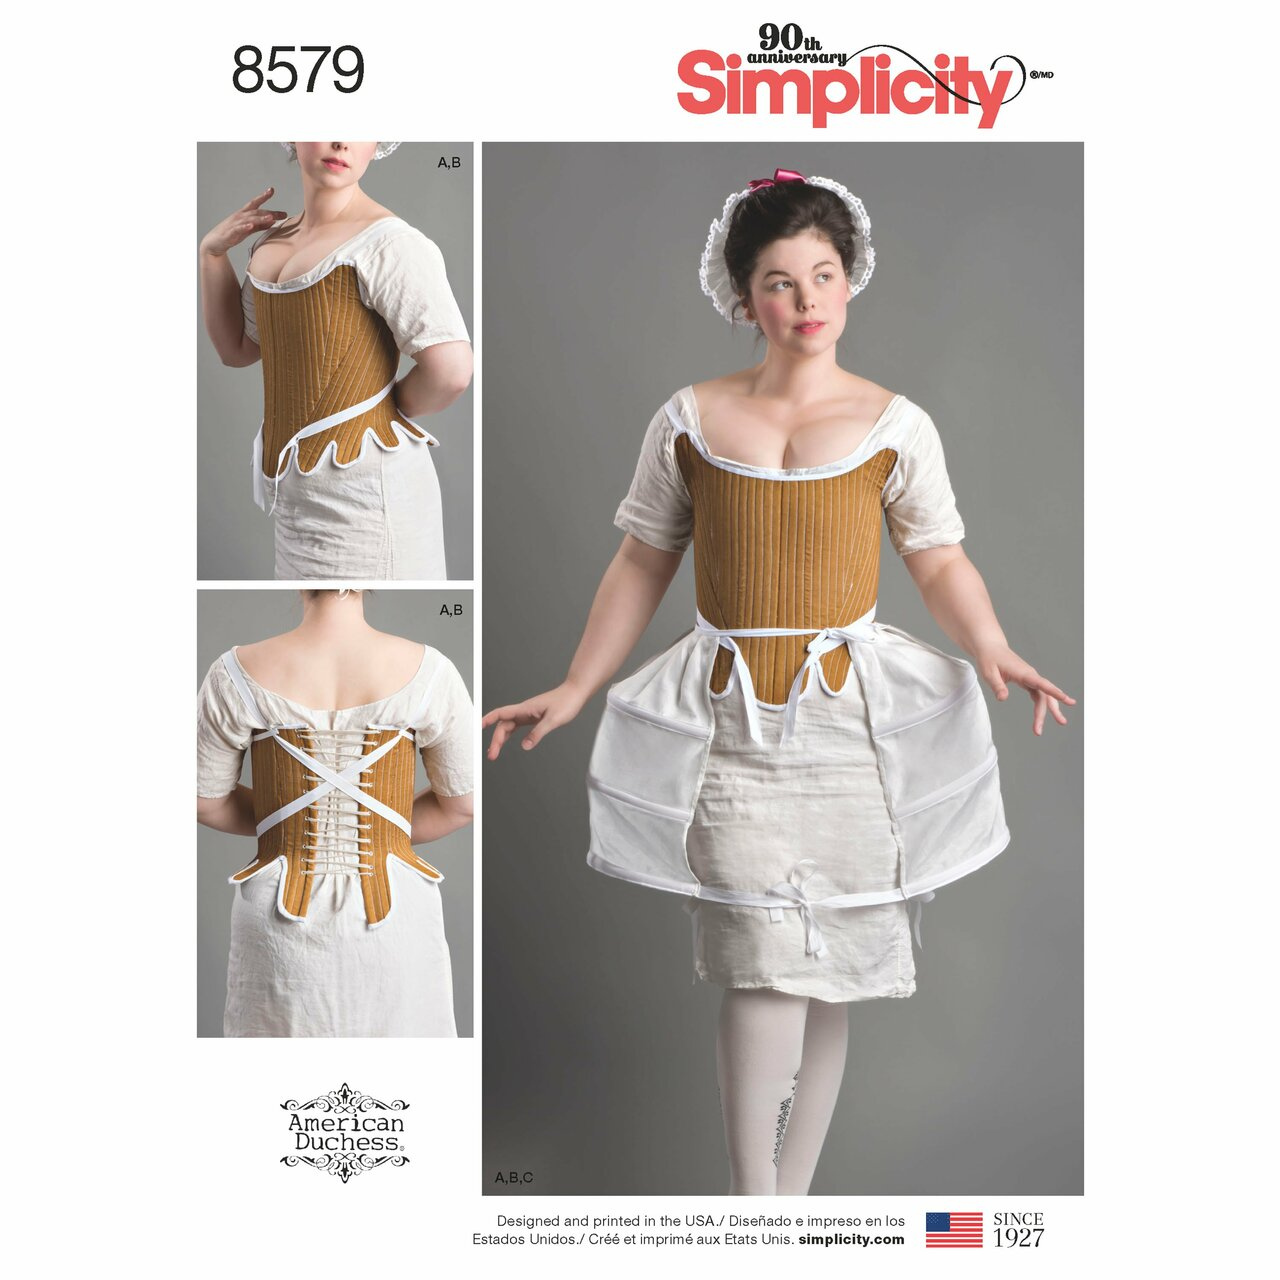 8579
90th
anniversary
Simplicity ®/MD
A,B
A,B
American
Duchess®
A,B,C
Designed and printed in the USA./ Diseñado e impreso en los
Estados Unidos./ Créé et imprimé aux Etats Unis. simplicity.com
SINCE
1927